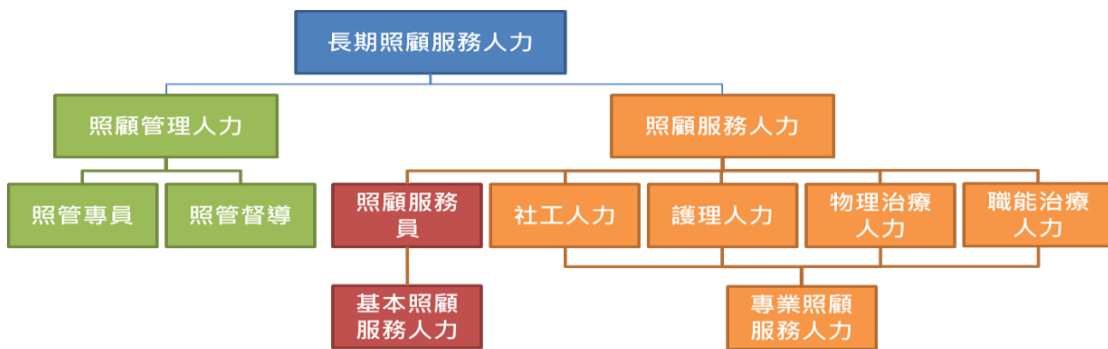 長期照顧服務人力
照顧管理人力
照顧服務人力
照管專員
照管督導
照顧服務
員
社工人力
護理人力
物理治療
人力
職能治療
人力
基本照顧
服務人力
專業照顧
服務人力